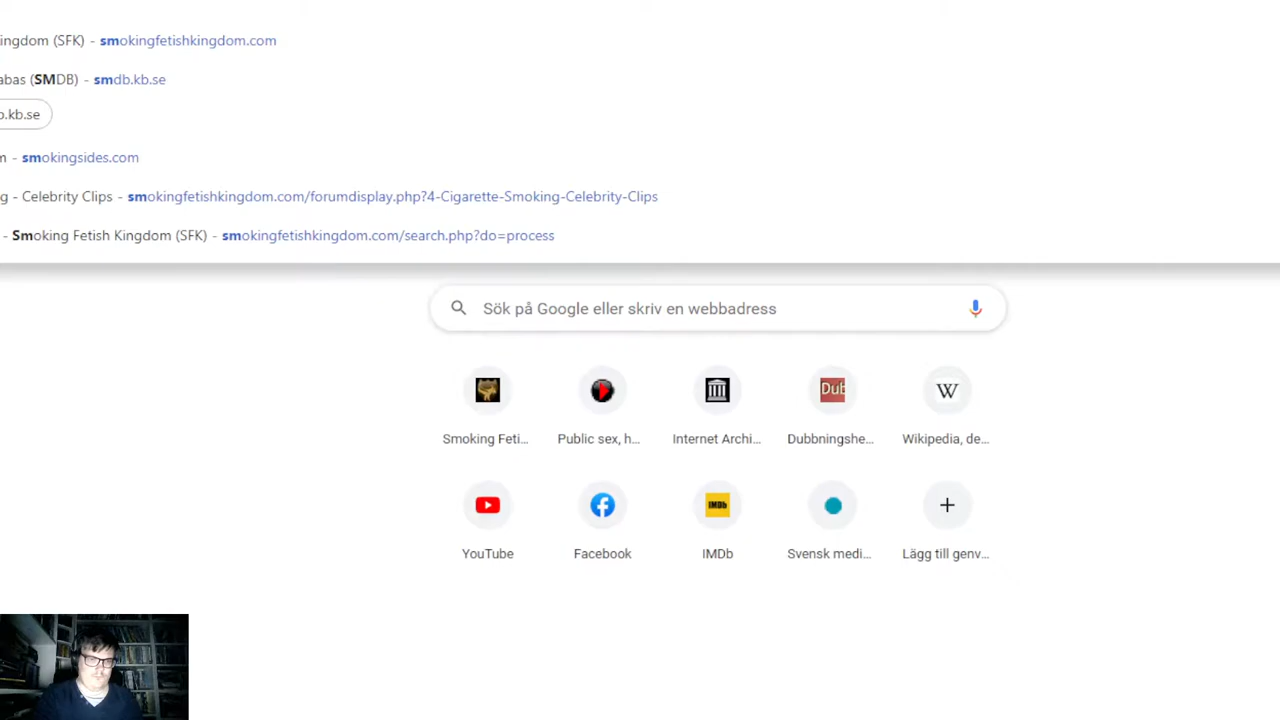 ingdom (SFK) - smokingfetishkingdom.com
abas (SMDB) - smdb.kb.se
.kb.se
- smokingsides.com
g - Celebrity Clips - smokingfetishkingdom.com/forumdisplay.php?4-Cigarette-Smoking-Celebrity-Clips
- Smoking Fetish Kingdom (SFK) - smokingfetishkingdom.com/search.php?do=process
Sök på Google eller skriv en webbadress
Dub
W
Smoking Feti...
Public sex, h...
Internet Archi...
Dubbningshe...
Wikipedia, de...
IMDb
YouTube
Facebook
IMDb
Svensk medi...
Lägg till genv...